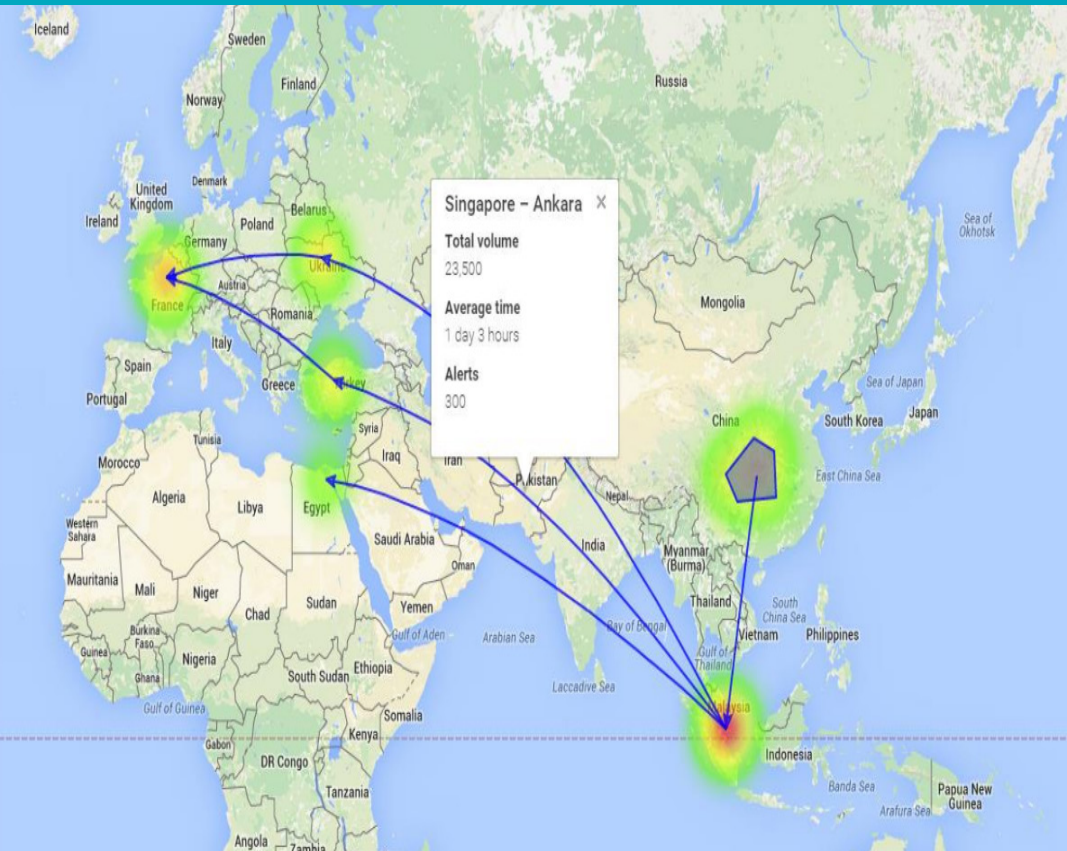 Iceland
Sweden
Finland
Norway
Russia
United
Kingdom
Denmark
Ireland
Belarus
Poland
Germany
Ukraine
Austria
France
Romania
Italy
Spain
Portugal
Greece
Syria
Tunisia
Morocco
Iraq
Iran
Algeria
Libya
Egypt
Western
Sahara
Saudi Arabia
Oman
Mauritania
Mali
Niger
Chad
Sudan
Yemen
Gulf of Aden
Arabian Sea
Burkina
Faso
Guinea
Nigeria
Ghana
South Sudan
Ethiopia
Gulf of Guinea
Somalia
Gabon
Kenya
DR Congo
Tanzania
Angola
Zambia
Singapore – Ankara ×
Total volume
23,500
Average time
1 day 3 hours
Alerts
300
Mongolia
Sea of
Okhotsk
Sea of Japan
China
South Korea
Japan
East China Sea
Nepal
India
Myanmar
(Burma)
Thailand
South
China Sea
Vietnam
Philippines
Bay of Bengal
Gulf of
Thailand
Laccadive Sea
Indonesia
Banda Sea
Arafura Sea
Papua New
Guinea